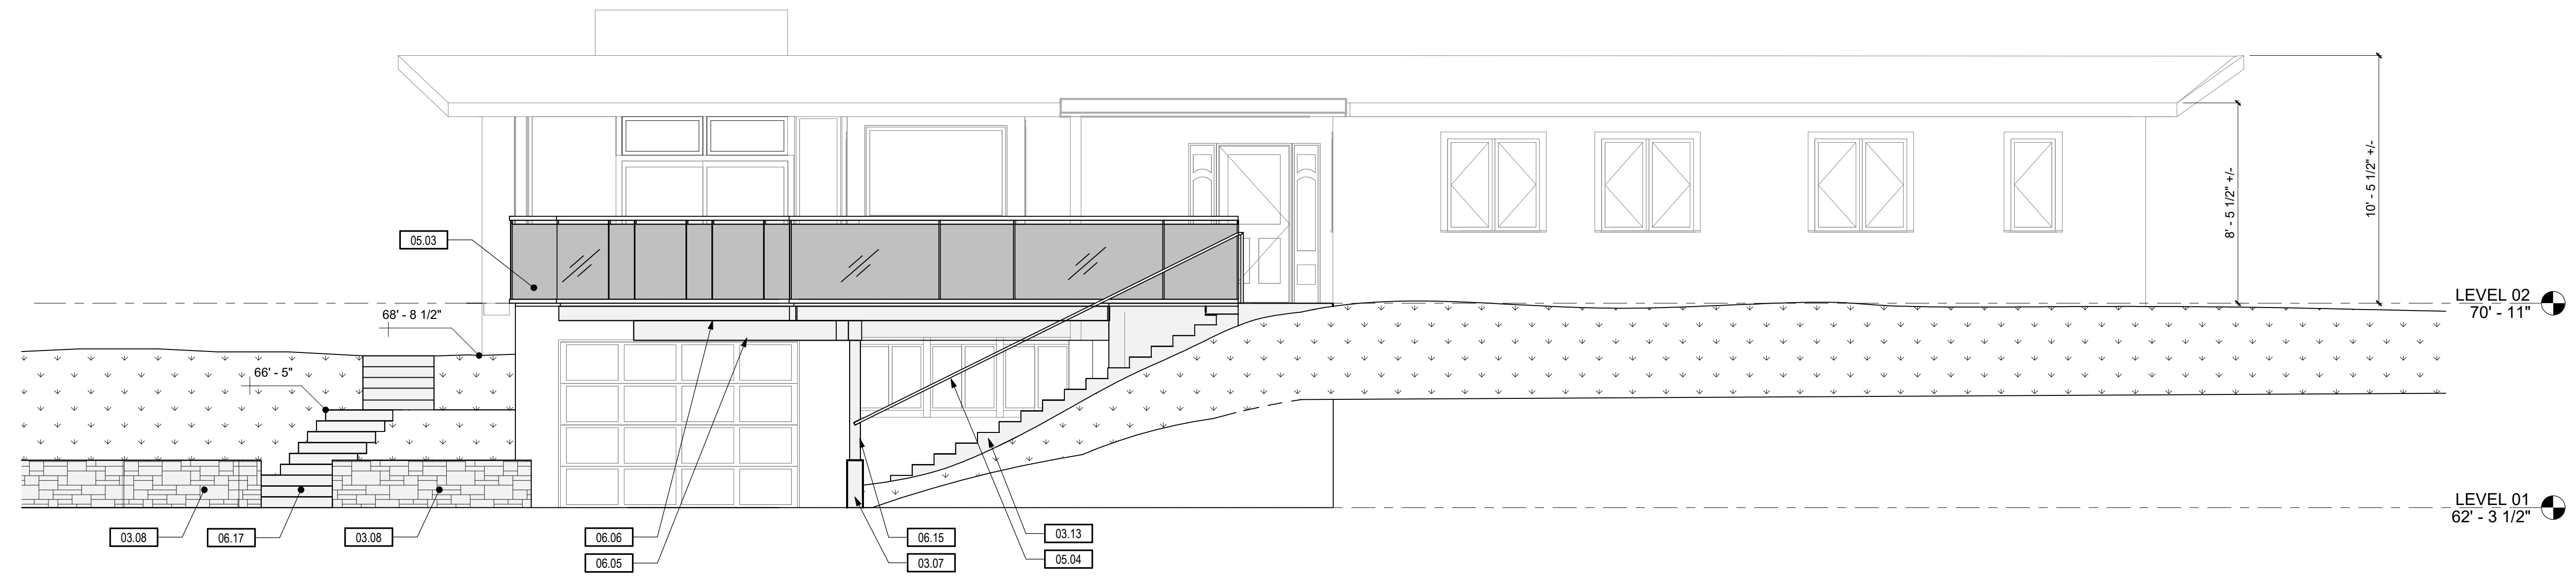 05.03
8' - 5 1/2" +/-
10' - 5 1/2" +/-
LEVEL 02
70' - 11"
68' - 8 1/2"
66' - 5"
LEVEL 01
62' - 3 1/2"
03.08
06.17
03.08
06.06
06.05
06.15
03.07
03.13
05.04